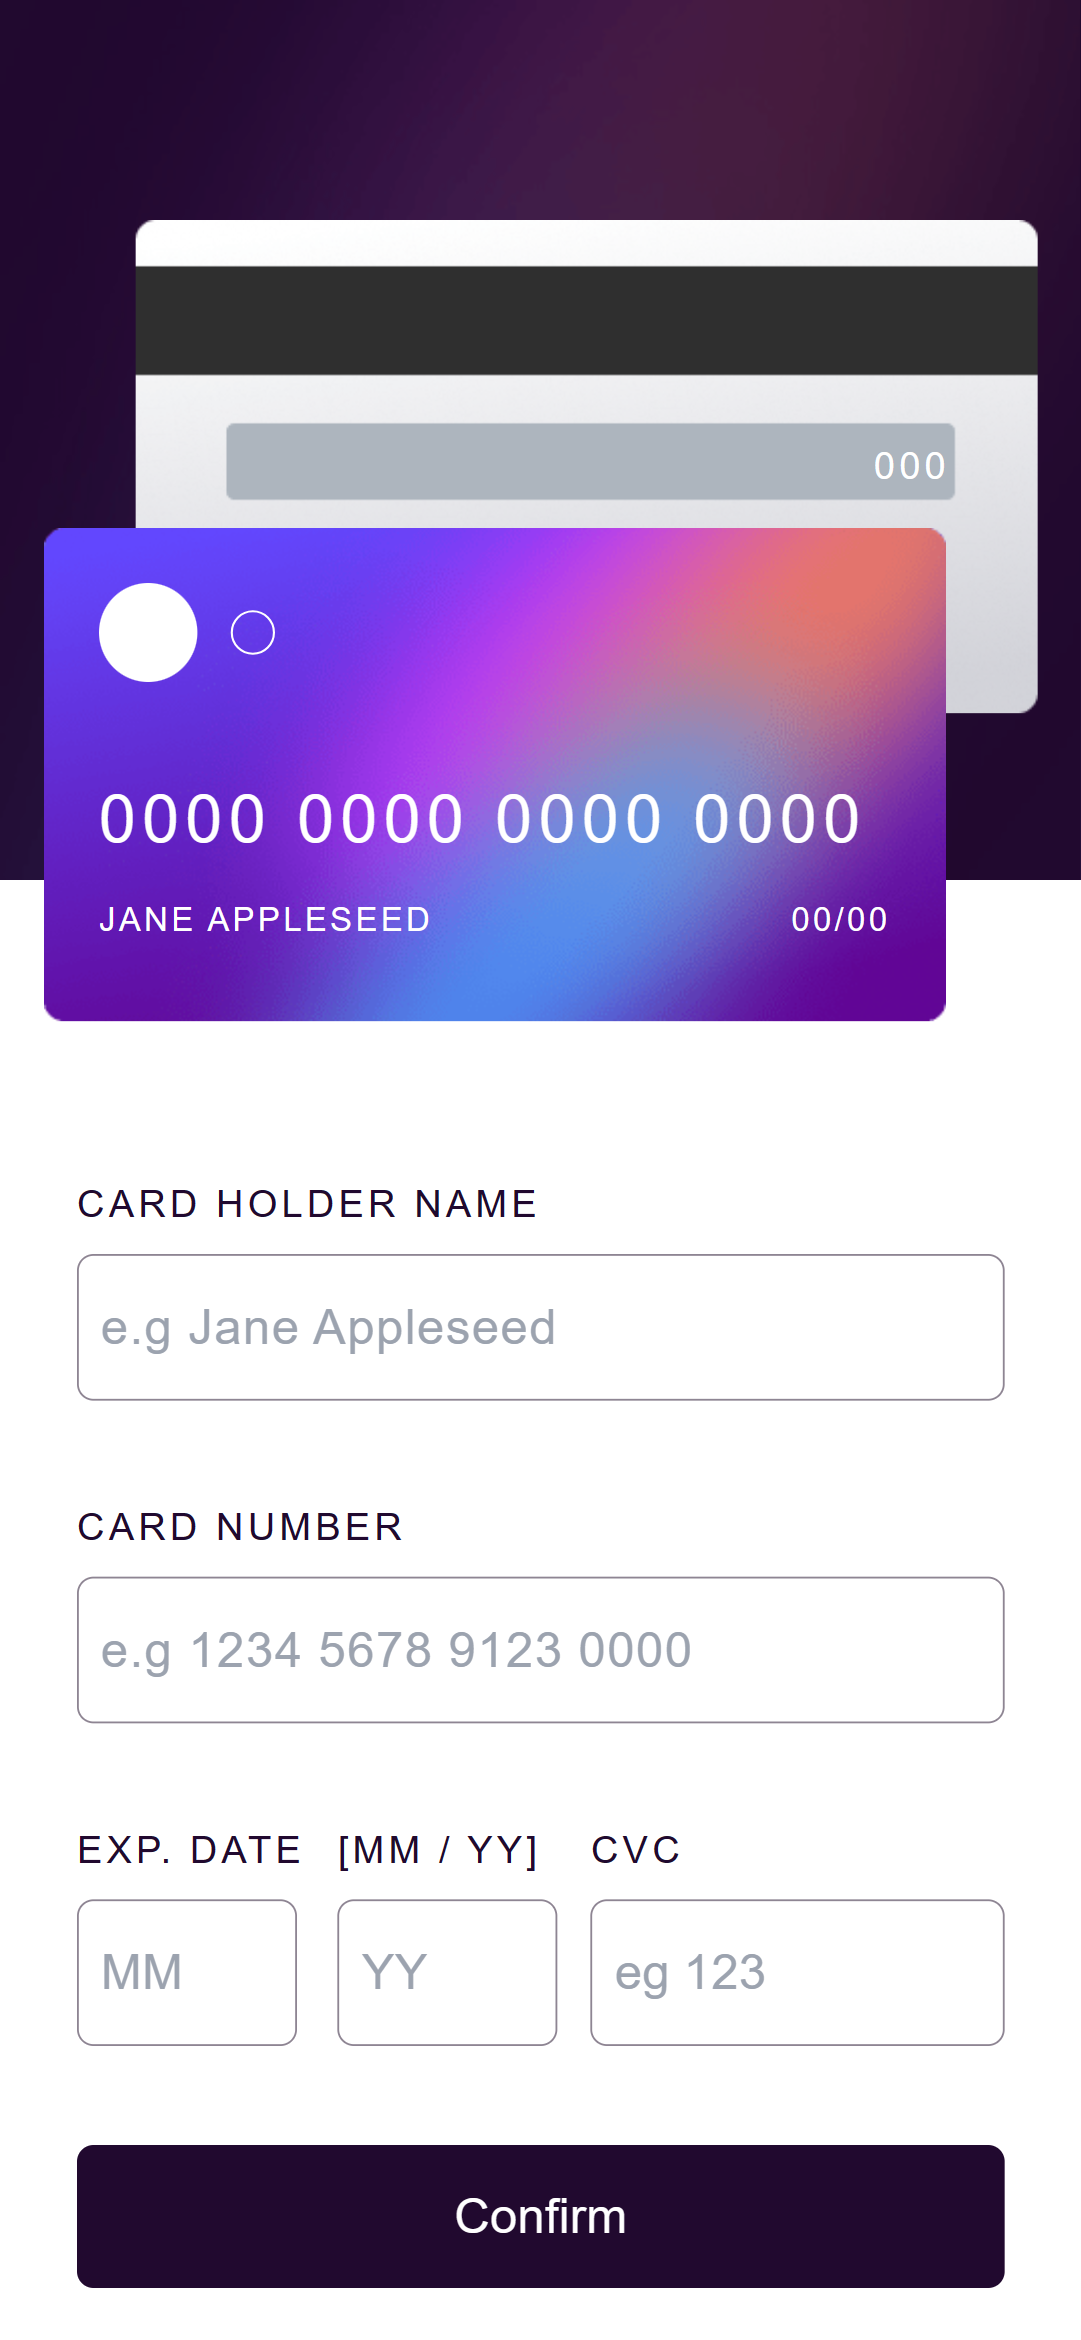 000
0000 0000 0000 0000
JANE APPLESEED 00/00
CARD HOLDER NAME
e.g Jane Appleseed
CARD NUMBER
e.g 1234 5678 9123 0000
EXP. DATE [MM / YY] CVC
MM YY eg 123
Confirm